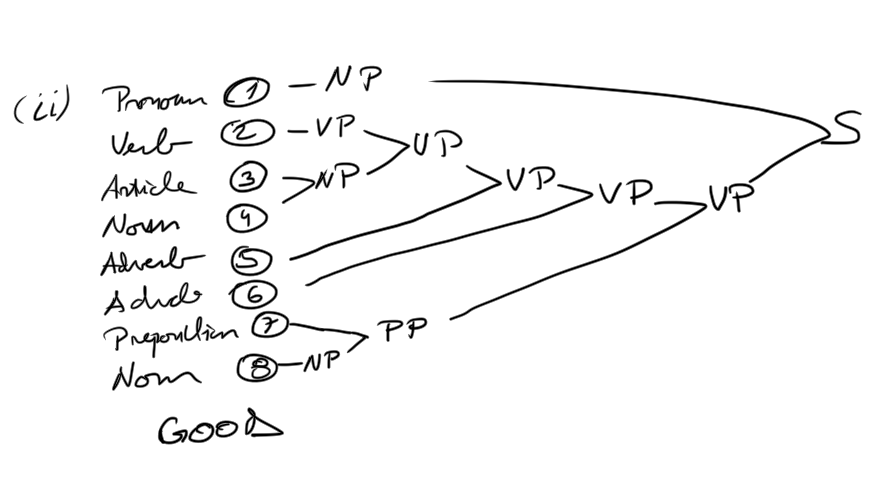 (ii) Pronoun ① – NP S
Verb ② – VP VP
Article ③ NP VP VP VP
Noun ④
Adverb ⑤
Adverb ⑥
Preposition ⑦ PP
Noun ⑧ – NP
GOOD